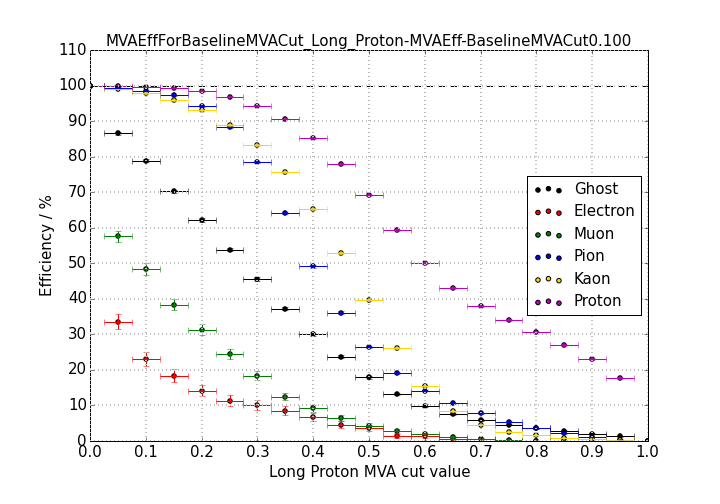 MVAEffForBaselineMVACut_Long_Proton-MVAEff-BaselineMVACut0.100
110
100
90
80
70
60
50
40
30
20
10
0
Efficiency / %
Ghost
Electron
Muon
Pion
Kaon
Proton
0.0 0.1 0.2 0.3 0.4 0.5 0.6 0.7 0.8 0.9 1.0
Long Proton MVA cut value